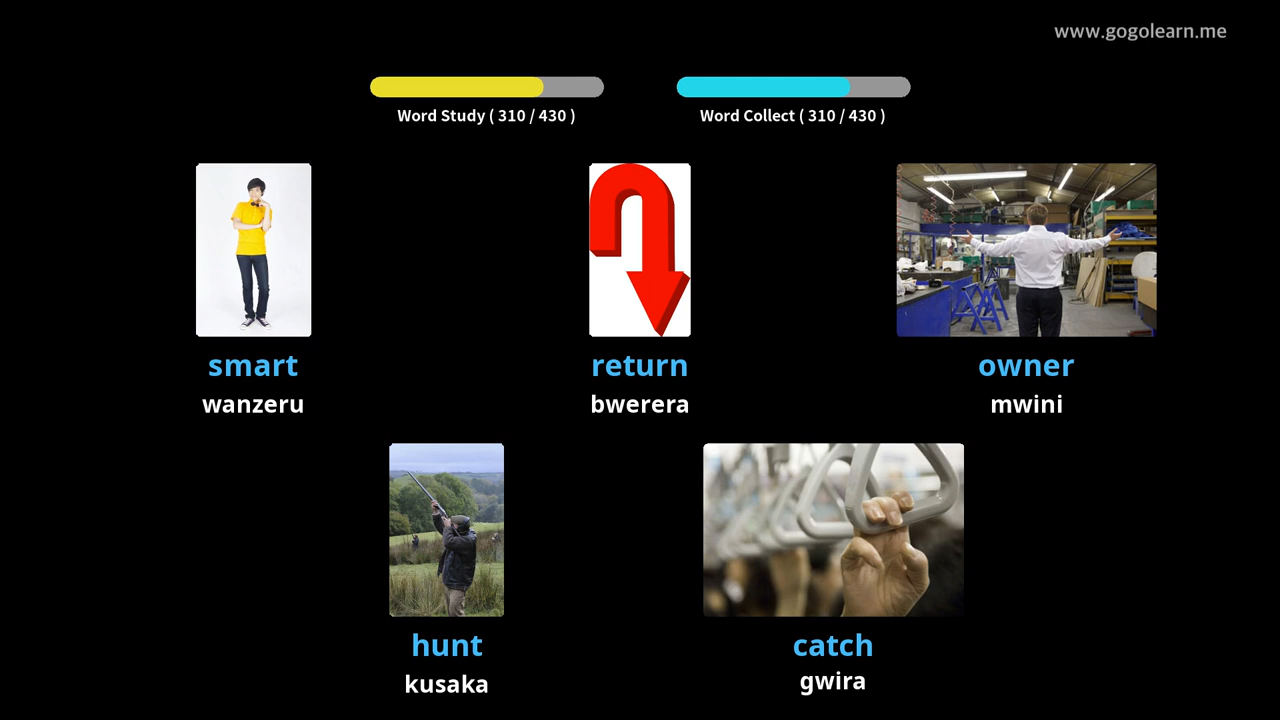 www.gogolearn.me
Word Study ( 310 / 430 )
Word Collect ( 310 / 430 )
smart
wanzeru
return
bwerera
owner
mwini
hunt
kusaka
catch
gwira